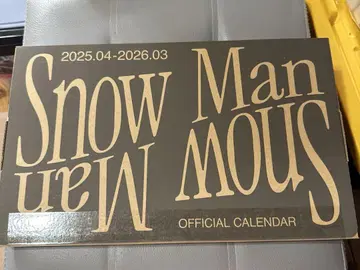 2025.04-2026.03
Snow Man
Snow Man
OFFICIAL CALENDAR